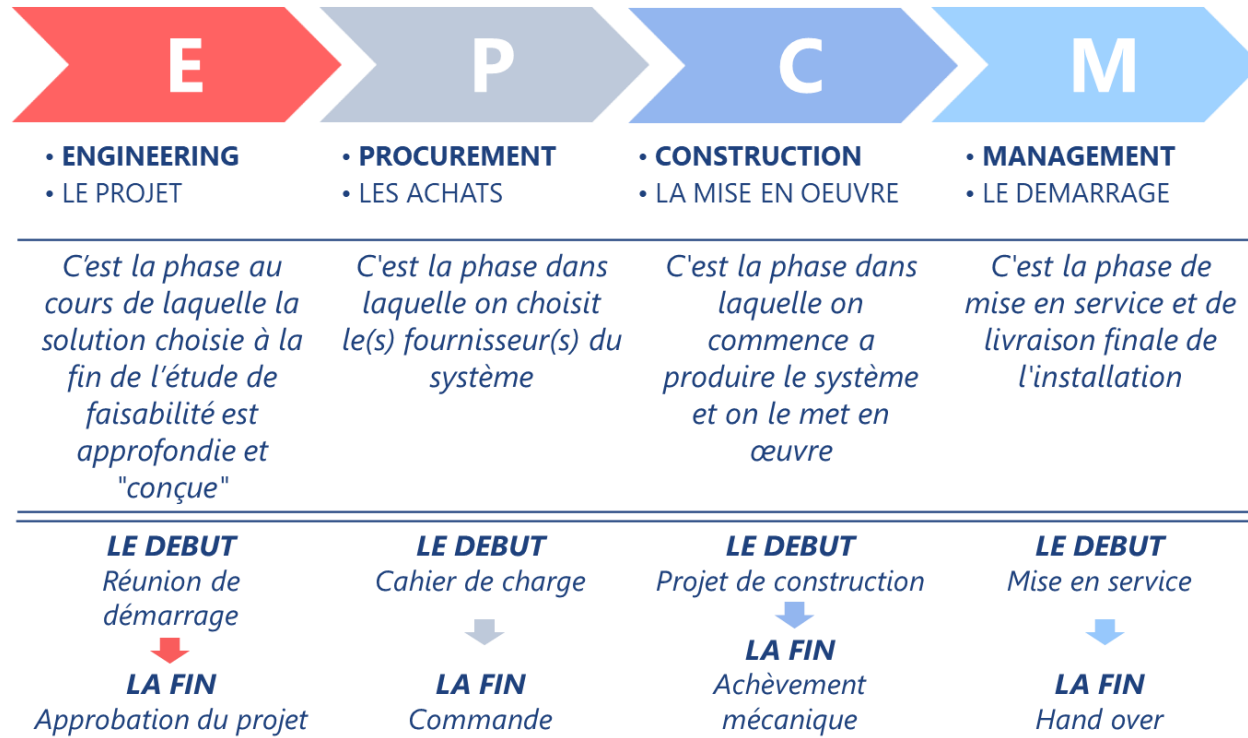 E
P
C
M
• ENGINEERING
• LE PROJET
• PROCUREMENT
• LES ACHATS
• CONSTRUCTION
• LA MISE EN OEUVRE
• MANAGEMENT
• LE DEMARRAGE
C’est la phase au
cours de laquelle la
solution choisie à la
fin de l’étude de
faisabilité est
approfondie et
"conçue"
C'est la phase dans
laquelle on choisit
le(s) fournisseur(s) du
système
C'est la phase dans
laquelle on
commence a
produire le système
et on le met en
œuvre
C'est la phase de
mise en service et de
livraison finale de
l'installation
LE DEBUT
Réunion de
démarrage
LA FIN
Approbation du projet
LE DEBUT
Cahier de charge
LA FIN
Commande
LE DEBUT
Projet de construction
LA FIN
Achèvement
mécanique
LE DEBUT
Mise en service
LA FIN
Hand over